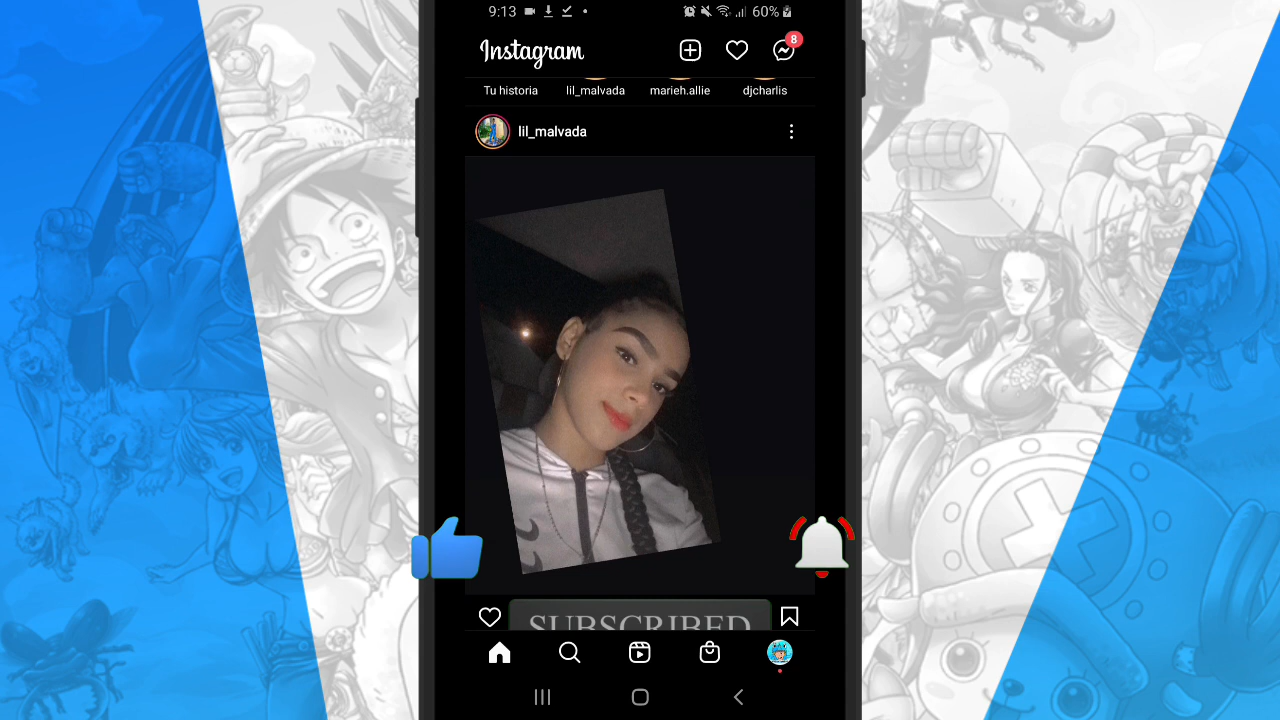 9:13
60%
Instagram
8
Tu historia
lil_malvada
marieh.allie
djcharlis
lil_malvada
SUBSCRIBED